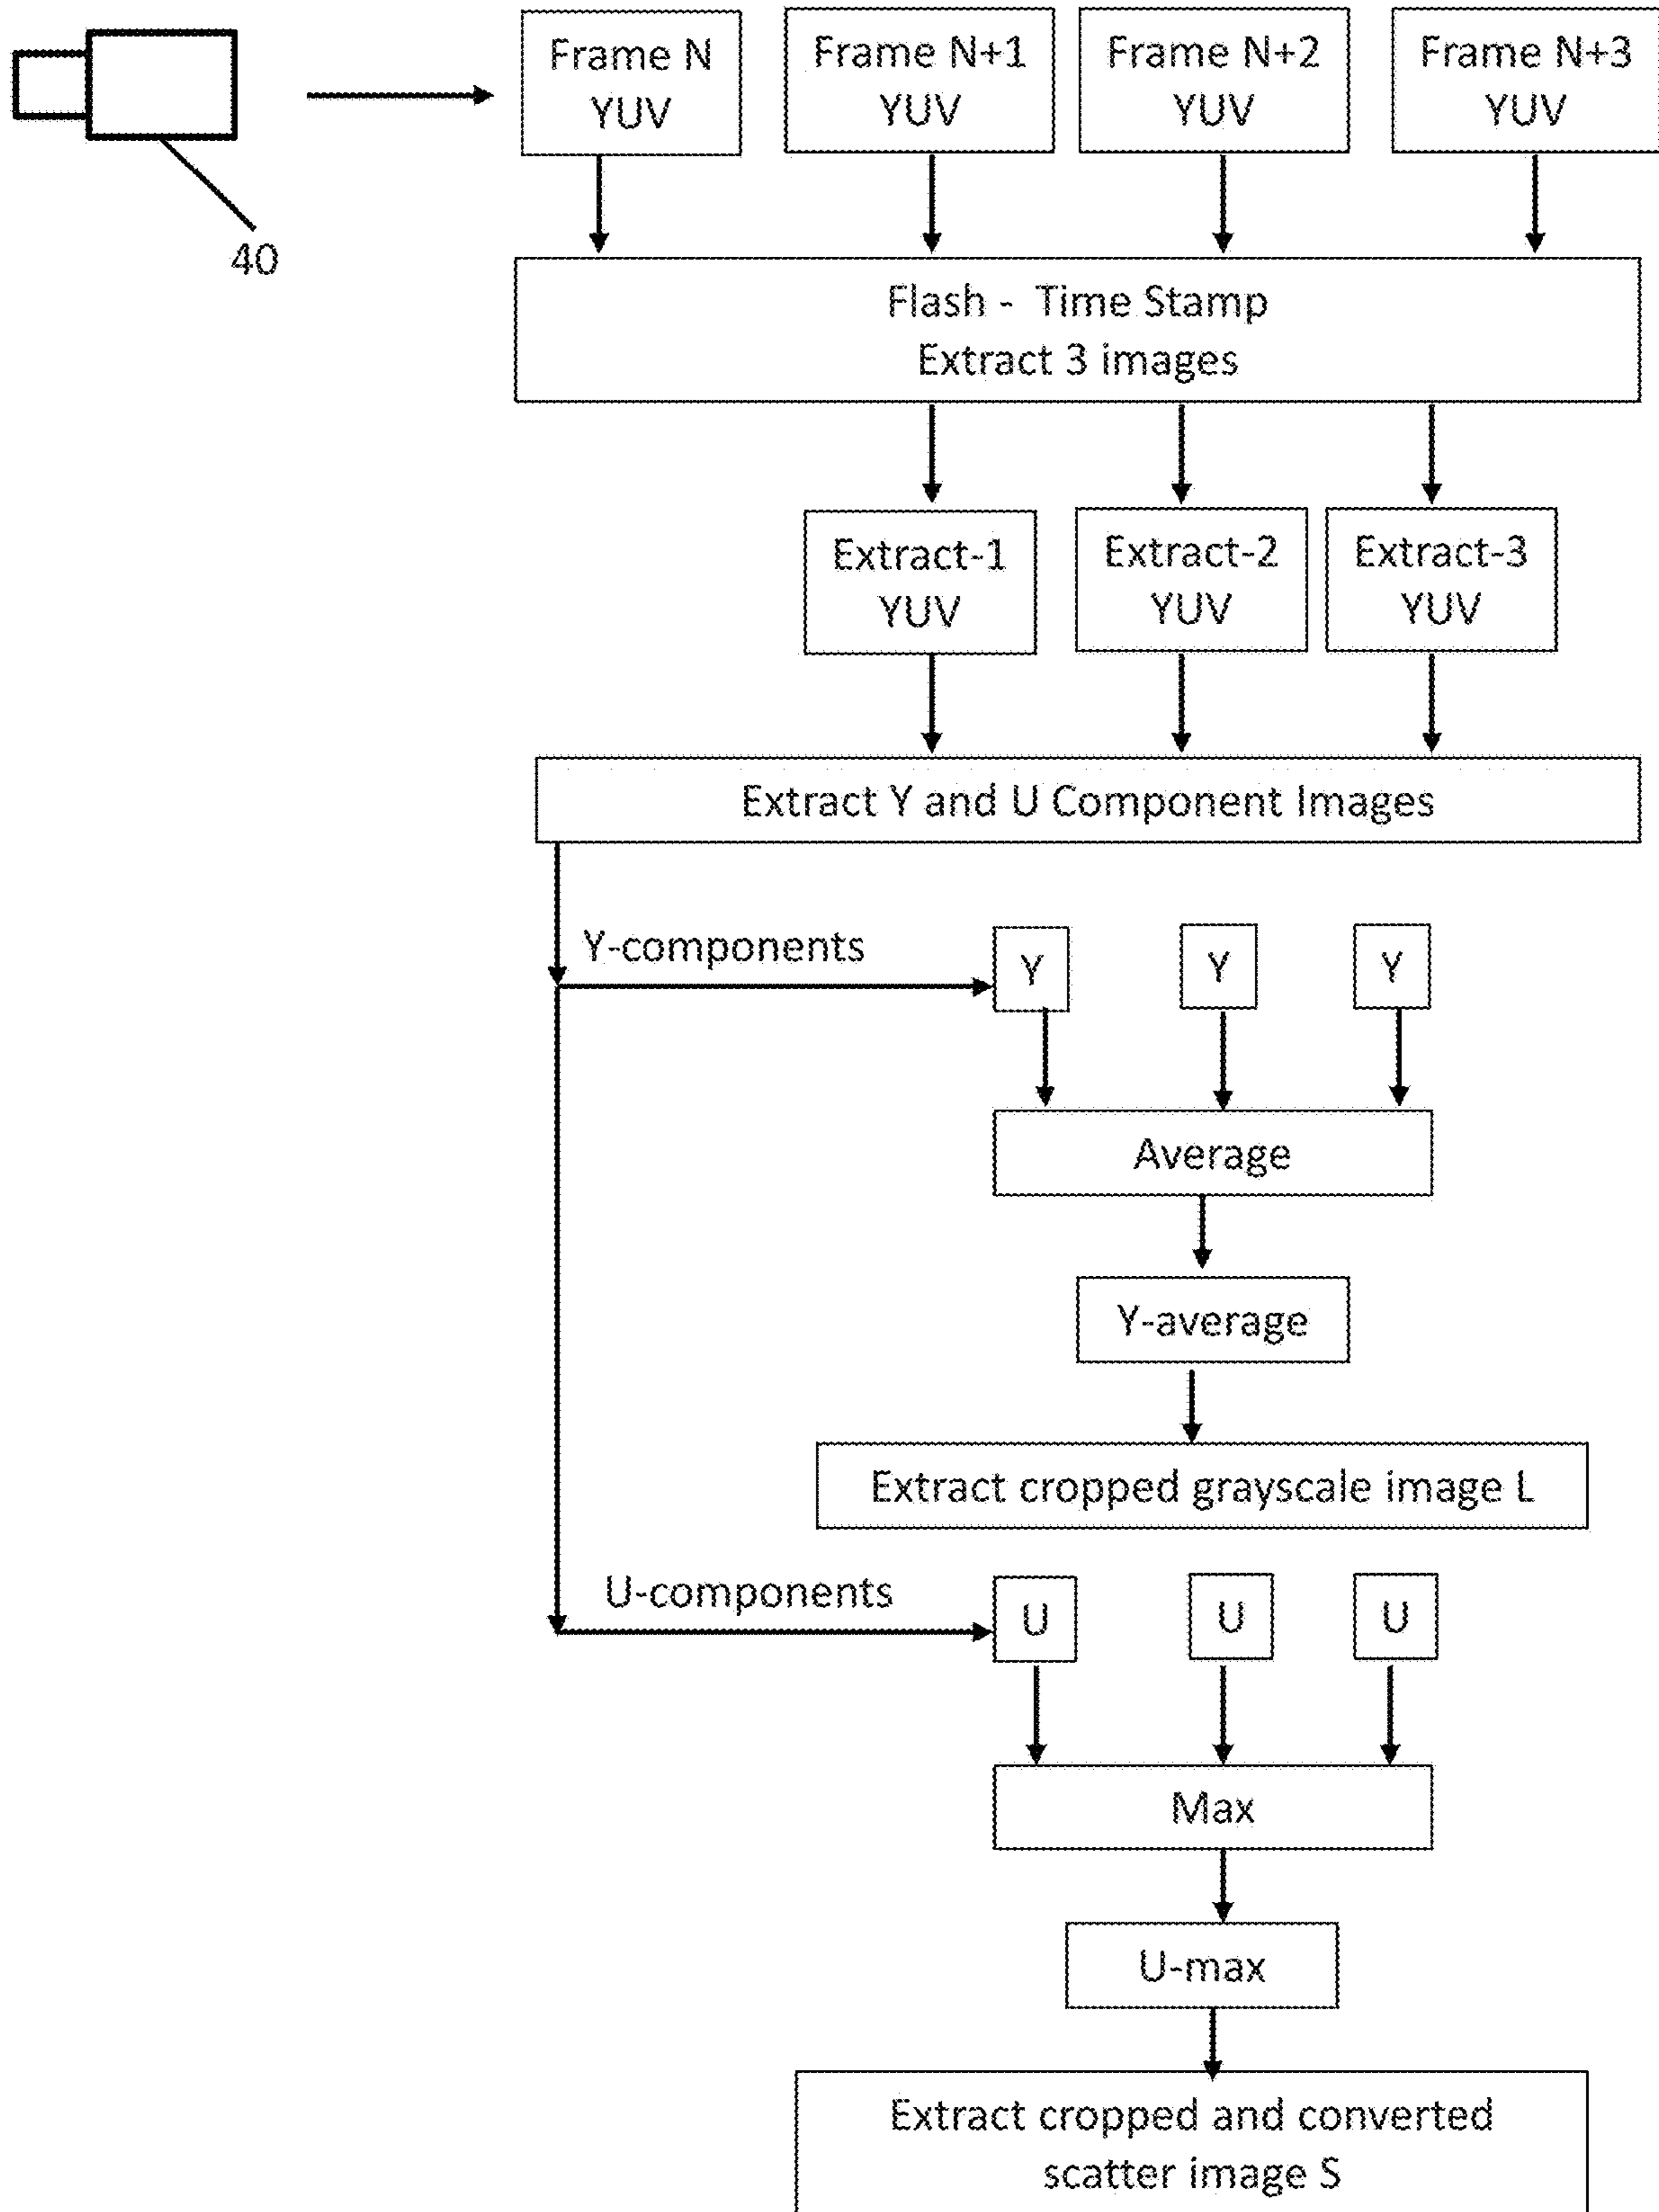 Frame N
YUV
Frame N+1
YUV
Frame N+2
YUV
Frame N+3
YUV
40
Flash - Time Stamp
Extract 3 images
Extract-1
YUV
Extract-2
YUV
Extract-3
YUV
Extract Y and U Component Images
Y-components
Y
Y
Y
Average
Y-average
Extract cropped grayscale image L
U-components
U
U
U
Max
U-max
Extract cropped and converted
scatter image S